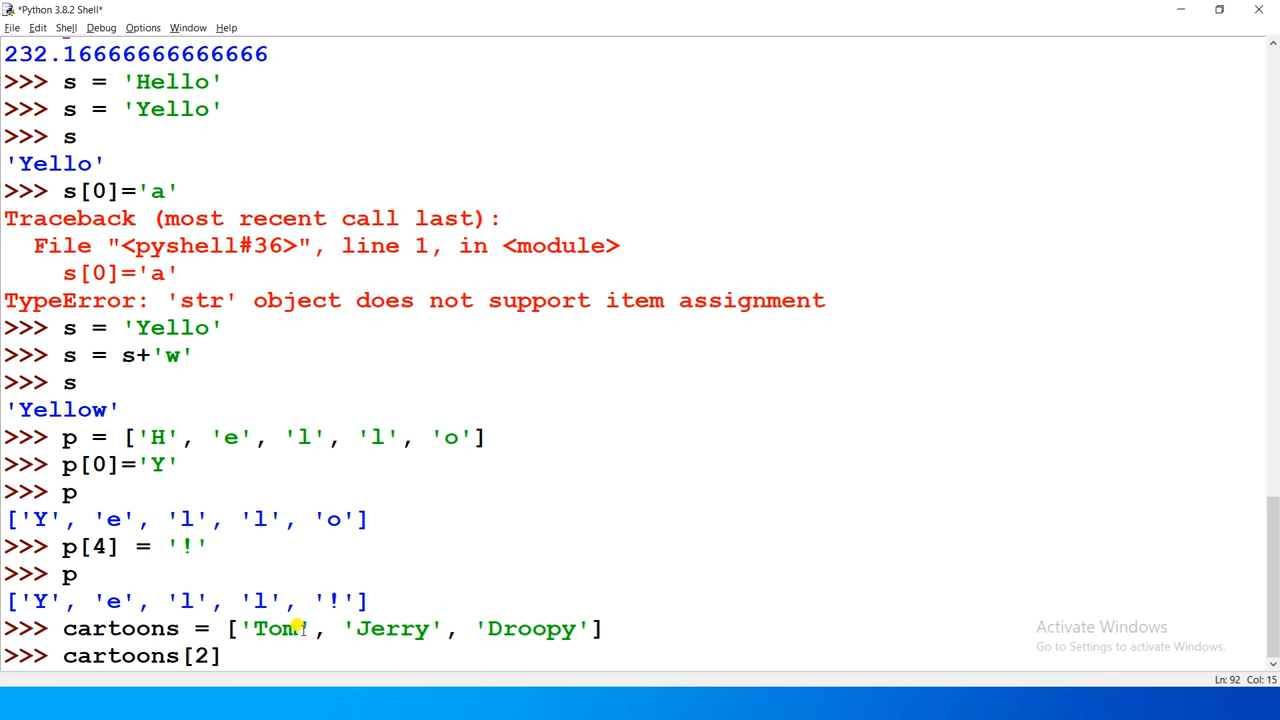 *Python 3.8.2 Shell*
File Edit Shell Debug Options Window Help
232.16666666666666
>>> s = 'Hello'
>>> s = 'Yello'
>>> s
'Yello'
>>> s[0]='a'
Traceback (most recent call last):
  File "<pyshell#36>", line 1, in <module>
    s[0]='a'
TypeError: 'str' object does not support item assignment
>>> s = 'Yello'
>>> s = s+'w'
>>> s
'Yellow'
>>> p = ['H', 'e', 'l', 'l', 'o']
>>> p[0]='Y'
>>> p
['Y', 'e', 'l', 'l', 'o']
>>> p[4] = '!'
>>> p
['Y', 'e', 'l', 'l', '!']
>>> cartoons = ['Tom', 'Jerry', 'Droopy']
>>> cartoons[2]
Activate Windows
Go to Settings to activate Windows.
Ln: 92 Col: 15